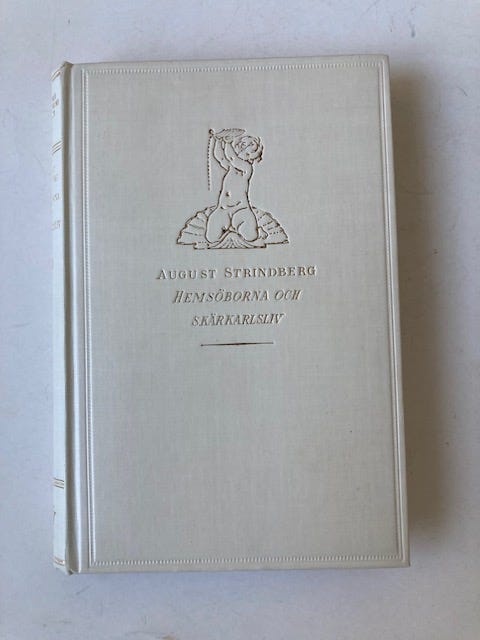 AUGUST STRINDBERG
HEMSÖBORNA OCH
SKÄRKARLSLIV